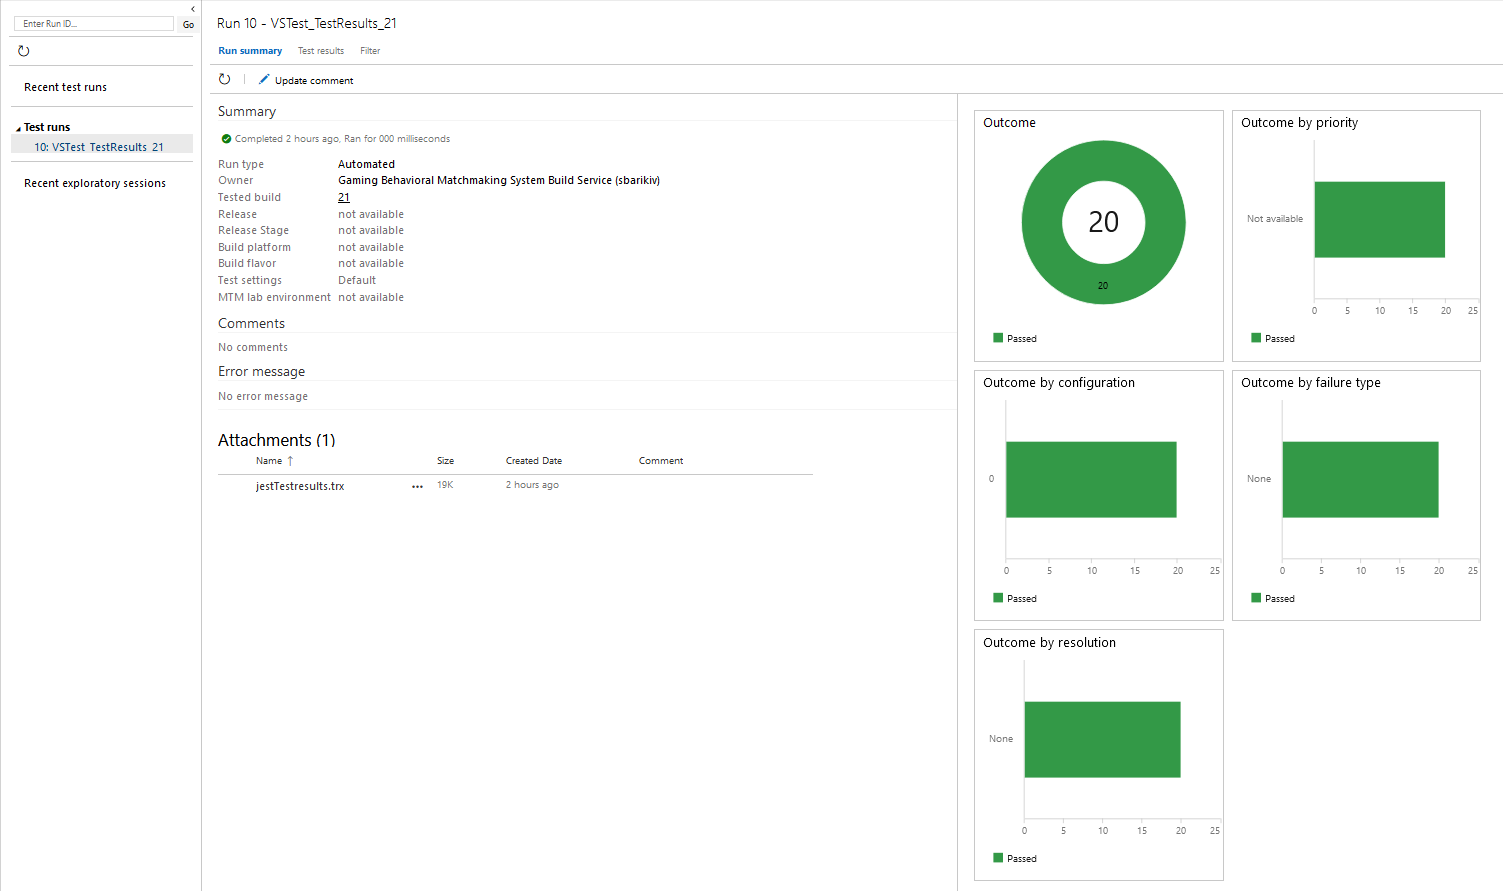 Enter Run ID...
Go
Recent test runs
Test runs
10: VSTest_TestResults_21
Recent exploratory sessions
Run 10 - VSTest_TestResults_21
Run summary Test results Filter
Update comment
Summary
Completed 2 hours ago, Ran for 000 milliseconds
Run type Automated
Owner Gaming Behavioral Matchmaking System Build Service (sbarikiv)
Tested build 21
Release not available
Release Stage not available
Build platform not available
Build flavor not available
Test settings Default
MTM lab environment not available
Comments
No comments
Error message
No error message
Attachments (1)
Name ↑ Size Created Date Comment
jestTestresults.trx ... 19K 2 hours ago
Outcome
20
20
Passed
Outcome by priority
Not available
0 5 10 15 20 25
Passed
Outcome by configuration
0
0 5 10 15 20 25
Passed
Outcome by failure type
None
0 5 10 15 20 25
Passed
Outcome by resolution
None
0 5 10 15 20 25
Passed